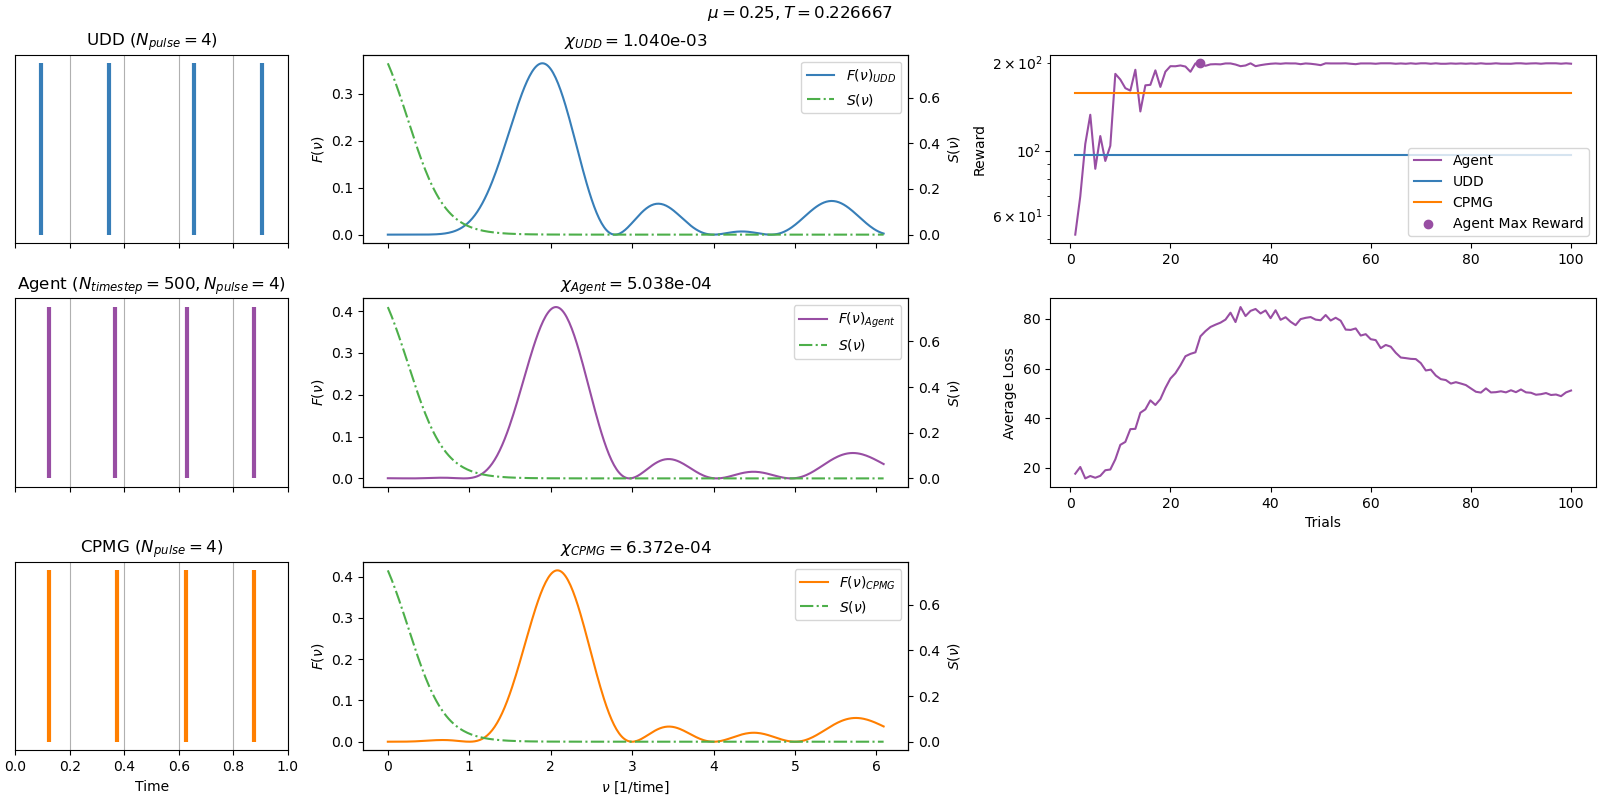 μ = 0.25, T = 0.226667
UDD (N_pulse = 4)
χ_UDD = 1.040e-03
F(ν)
0.3
0.2
0.1
0.0
F(ν)_UDD
S(ν)
0.6
0.4
0.2
0.0
S(ν)
Reward
2 × 10²
10²
6 × 10¹
Agent
UDD
CPMG
Agent Max Reward
0 20 40 60 80 100
Agent (N_timestep = 500, N_pulse = 4)
χ_Agent = 5.038e-04
F(ν)
0.4
0.3
0.2
0.1
0.0
F(ν)_Agent
S(ν)
0.6
0.4
0.2
0.0
S(ν)
Average Loss
80
60
40
20
0 20 40 60 80 100
Trials
CPMG (N_pulse = 4)
0.0 0.2 0.4 0.6 0.8 1.0
Time
χ_CPMG = 6.372e-04
F(ν)
0.4
0.3
0.2
0.1
0.0
F(ν)_CPMG
S(ν)
0.6
0.4
0.2
0.0
S(ν)
0 1 2 3 4 5 6
ν [1/time]